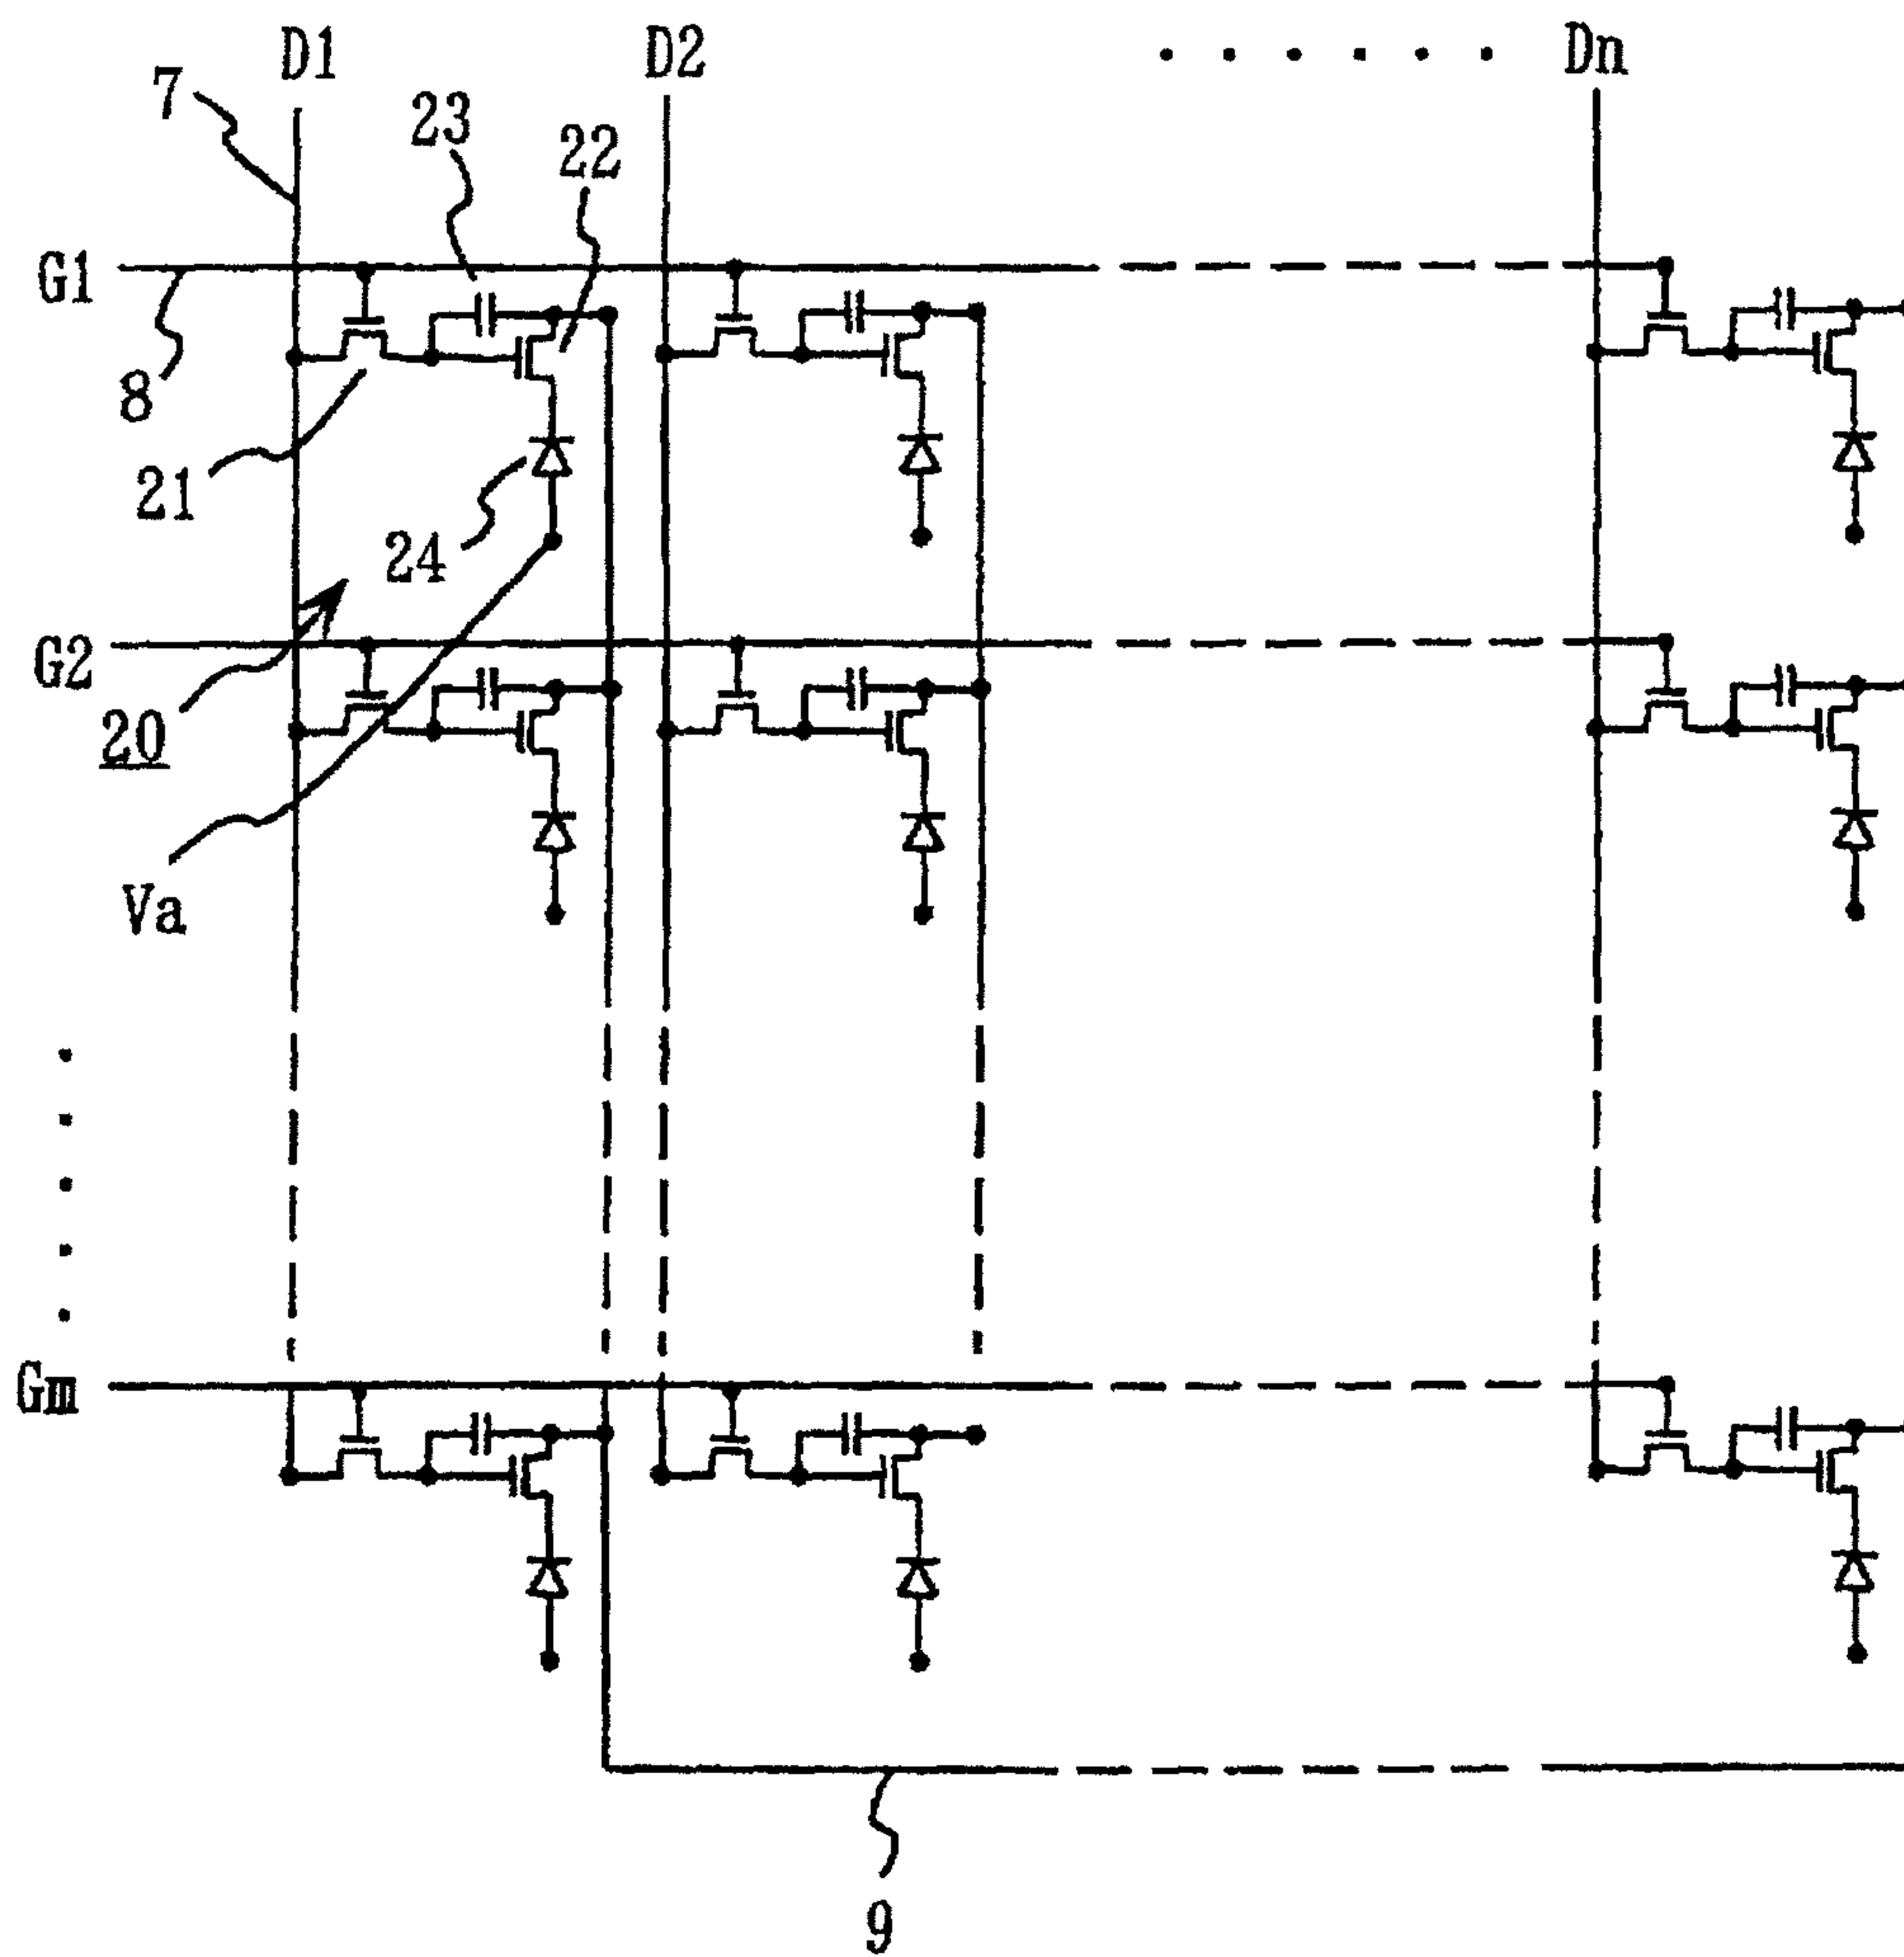 D1 D2 ...... Dn
7
23
22
G1
8
21
24
G2
20
Va
.....
Gm
9